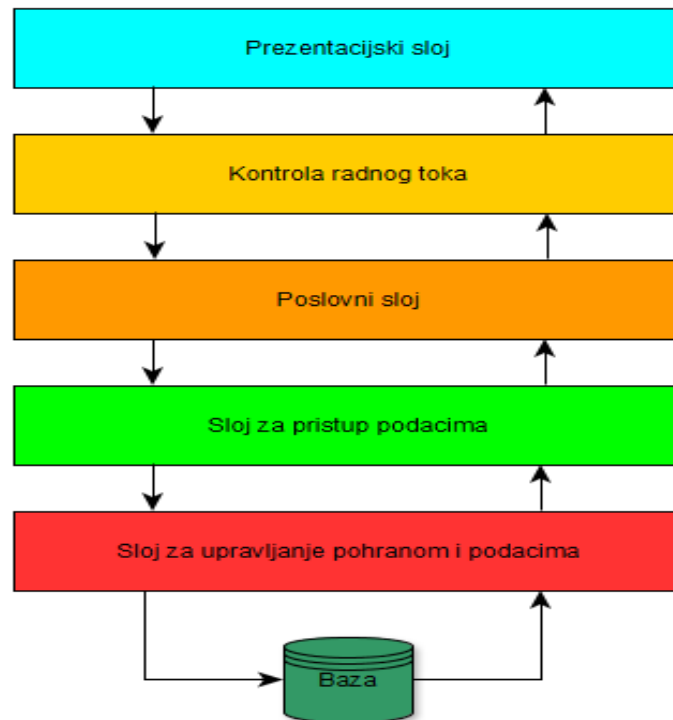 Prezentacijski sloj
Kontrola radnog toka
Poslovni sloj
Sloj za pristup podacima
Sloj za upravljanje pohranom i podacima
Baza